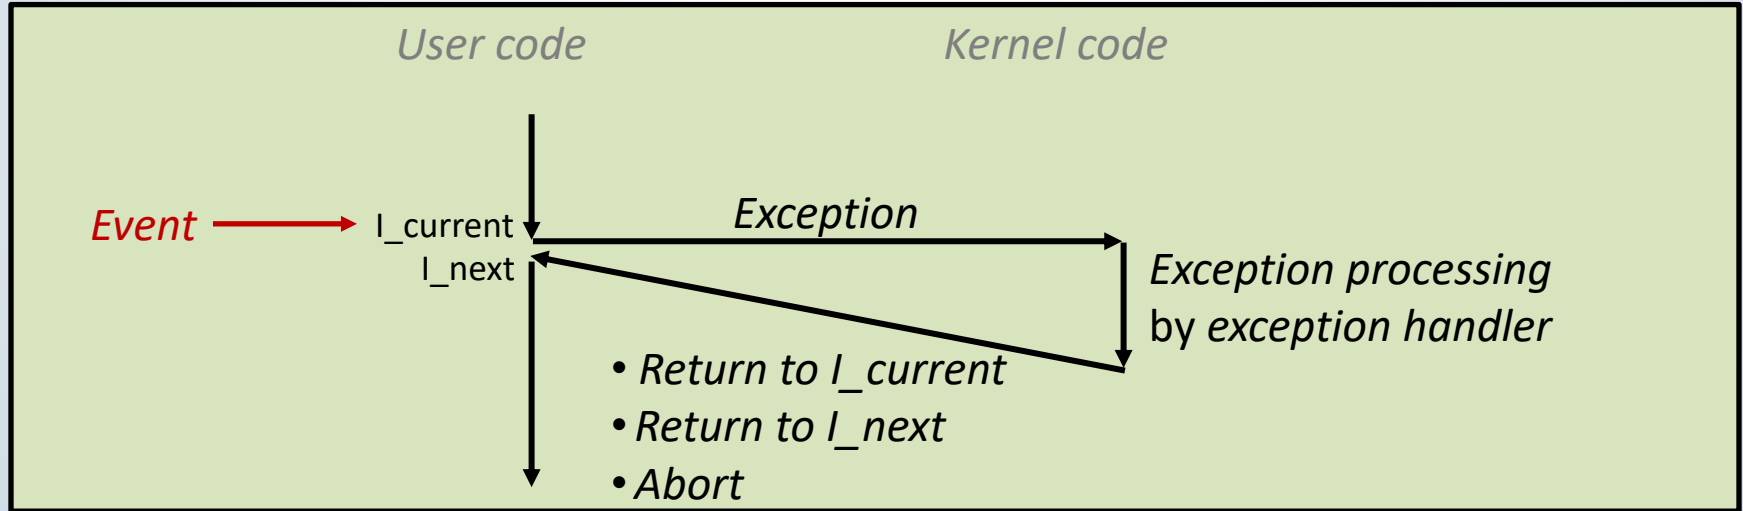 User code
Kernel code
Event
I_current
Exception
I_next
Exception processing
by exception handler
• Return to I_current
• Return to I_next
• Abort